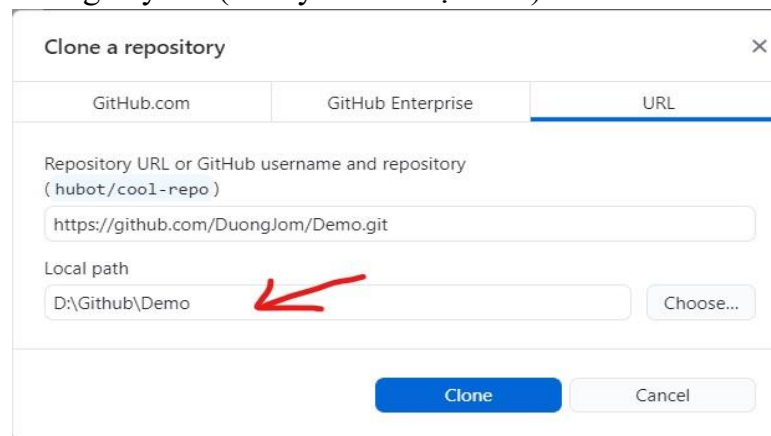 Clone a repository
GitHub.com GitHub Enterprise URL
Repository URL or GitHub username and repository
(hubot/cool-repo)
https://github.com/DuongJom/Demo.git
Local path
D:\Github\Demo Choose...
Clone Cancel